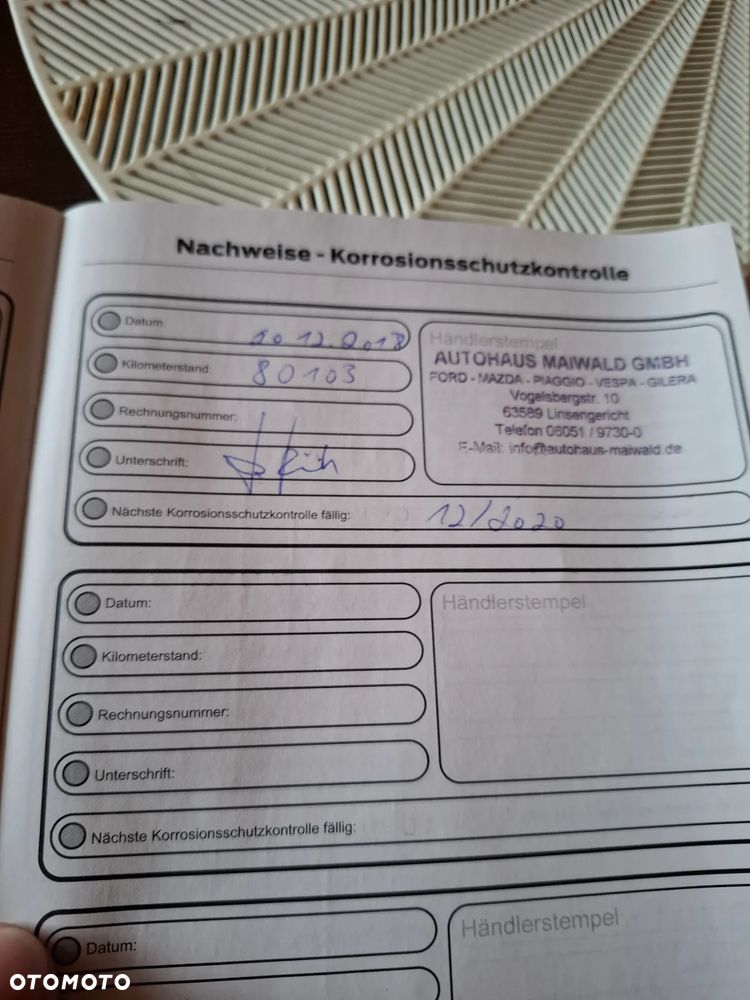 Nachweise - Korrosionsschutzkontrolle
Datum: 10.12.2018
Kilometerstand: 80103
Rechnungsnummer:
Unterschrift:
Händlerstempel
AUTOHAUS MAIWALD GMBH
FORD - MAZDA - PIAGGIO - VESPA - GILERA
Vogelsbergstr. 10
63589 Linsengericht
Telefon 06051 / 9730-0
E-Mail: info@autohaus-maiwald.de
Nächste Korrosionsschutzkontrolle fällig: 12/2020
Datum:
Kilometerstand:
Rechnungsnummer:
Unterschrift:
Händlerstempel
Nächste Korrosionsschutzkontrolle fällig:
Datum:
Händlerstempel
OTOMOTO